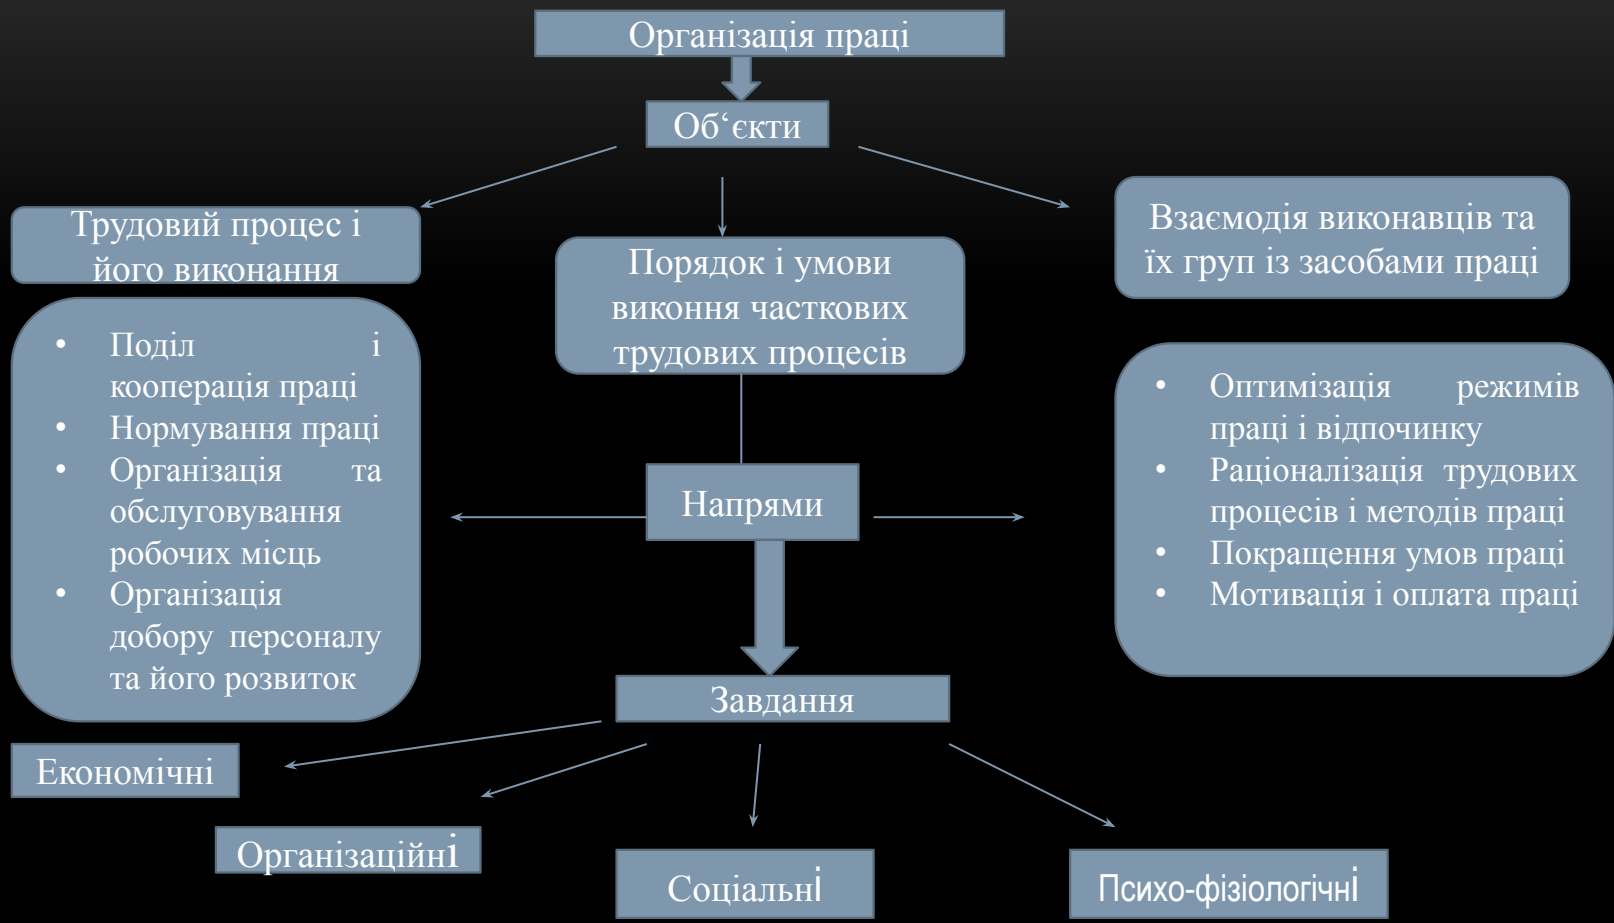 Організація праці
Об‘єкти
Трудовий процес і
його виконання
Порядок і умови
виконня часткових
трудових процесів
Взаємодія виконавців та
їх груп із засобами праці
• Поділ і
кооперація праці
• Нормування праці
• Організація та
обслуговування
робочих місць
• Організація
добору персоналу
та його розвиток
Напрями
• Оптимізація режимів
праці і відпочинку
• Раціоналізація трудових
процесів і методів праці
• Покращення умов праці
• Мотивація і оплата праці
Завдання
Економічні
Організаційні
Соціальні
Психо-фізіологічні